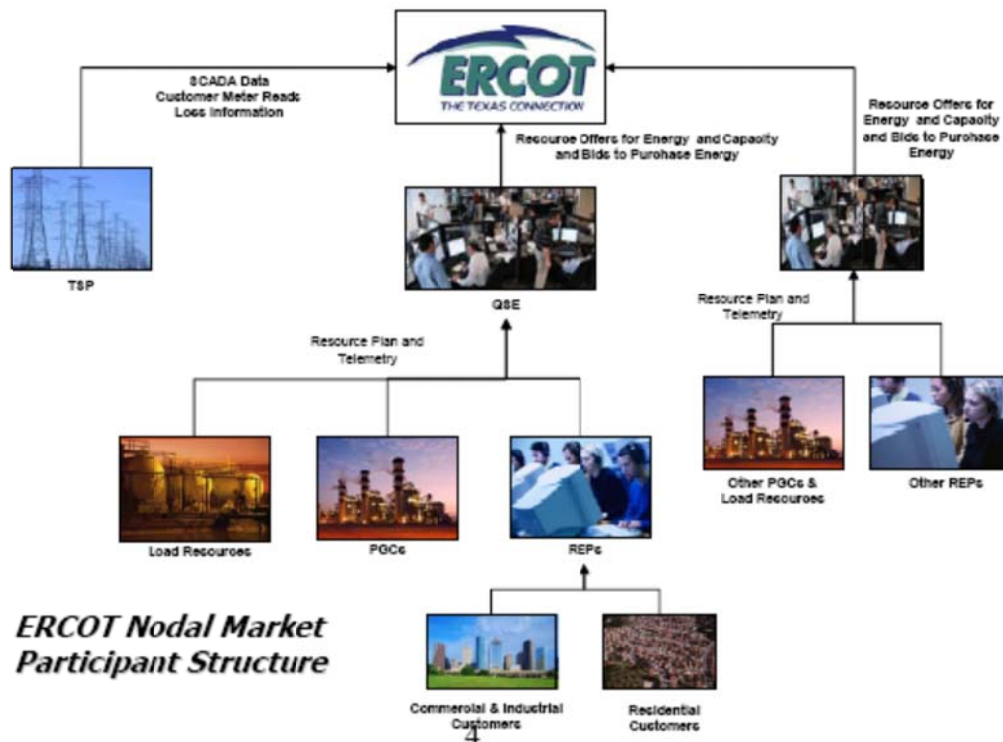 ERCOT
THE TEXAS CONNECTION
SCADA Data
Customer Meter Reads
Loss Information
Resource Offers for Energy and Capacity
and Bids to Purchase Energy
Resource Offers for
Energy and Capacity
and Bids to Purchase
Energy
TSP
QSE
Resource Plan and
Telemetry
Resource Plan and
Telemetry
Load Resources
PGCs
REPs
Other PGCs &
Load Resources
Other REPs
ERCOT Nodal Market
Participant Structure
Commercial & Industrial
Customers
Residential
Customers
4